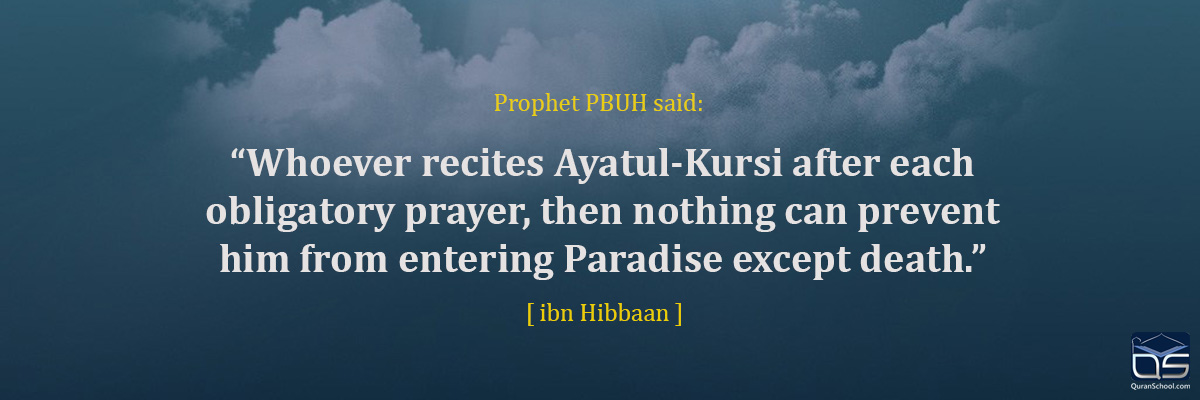 Prophet PBUH said:
“Whoever recites Ayatul-Kursi after each
obligatory prayer, then nothing can prevent
him from entering Paradise except death.”
[ ibn Hibbaan ]
QS
QuranSchool.com